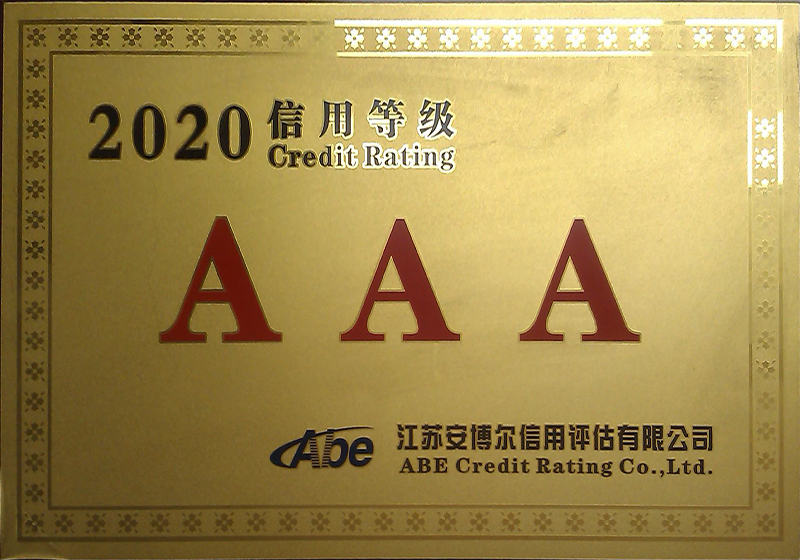 2020 信用等级
Credit Rating
A A A
Abe
江苏安博尔信用评估有限公司
ABE Credit Rating Co.,Ltd.